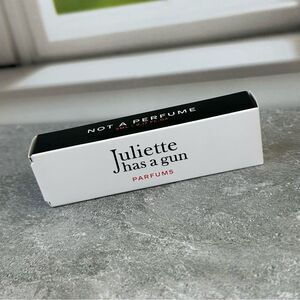 NOT A PERFUME
Juliette
has a gun
PARFUMS